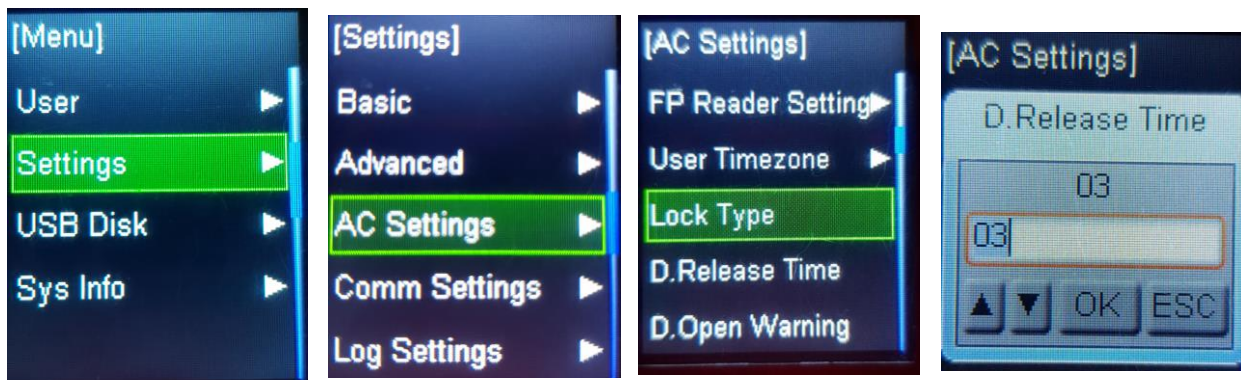 [Menu]
User
Settings
USB Disk
Sys Info
[Settings]
Basic
Advanced
AC Settings
Comm Settings
Log Settings
[AC Settings]
FP Reader Setting
User Timezone
Lock Type
D.Release Time
D.Open Warning
[AC Settings]
D.Release Time
03
03
OK ESC